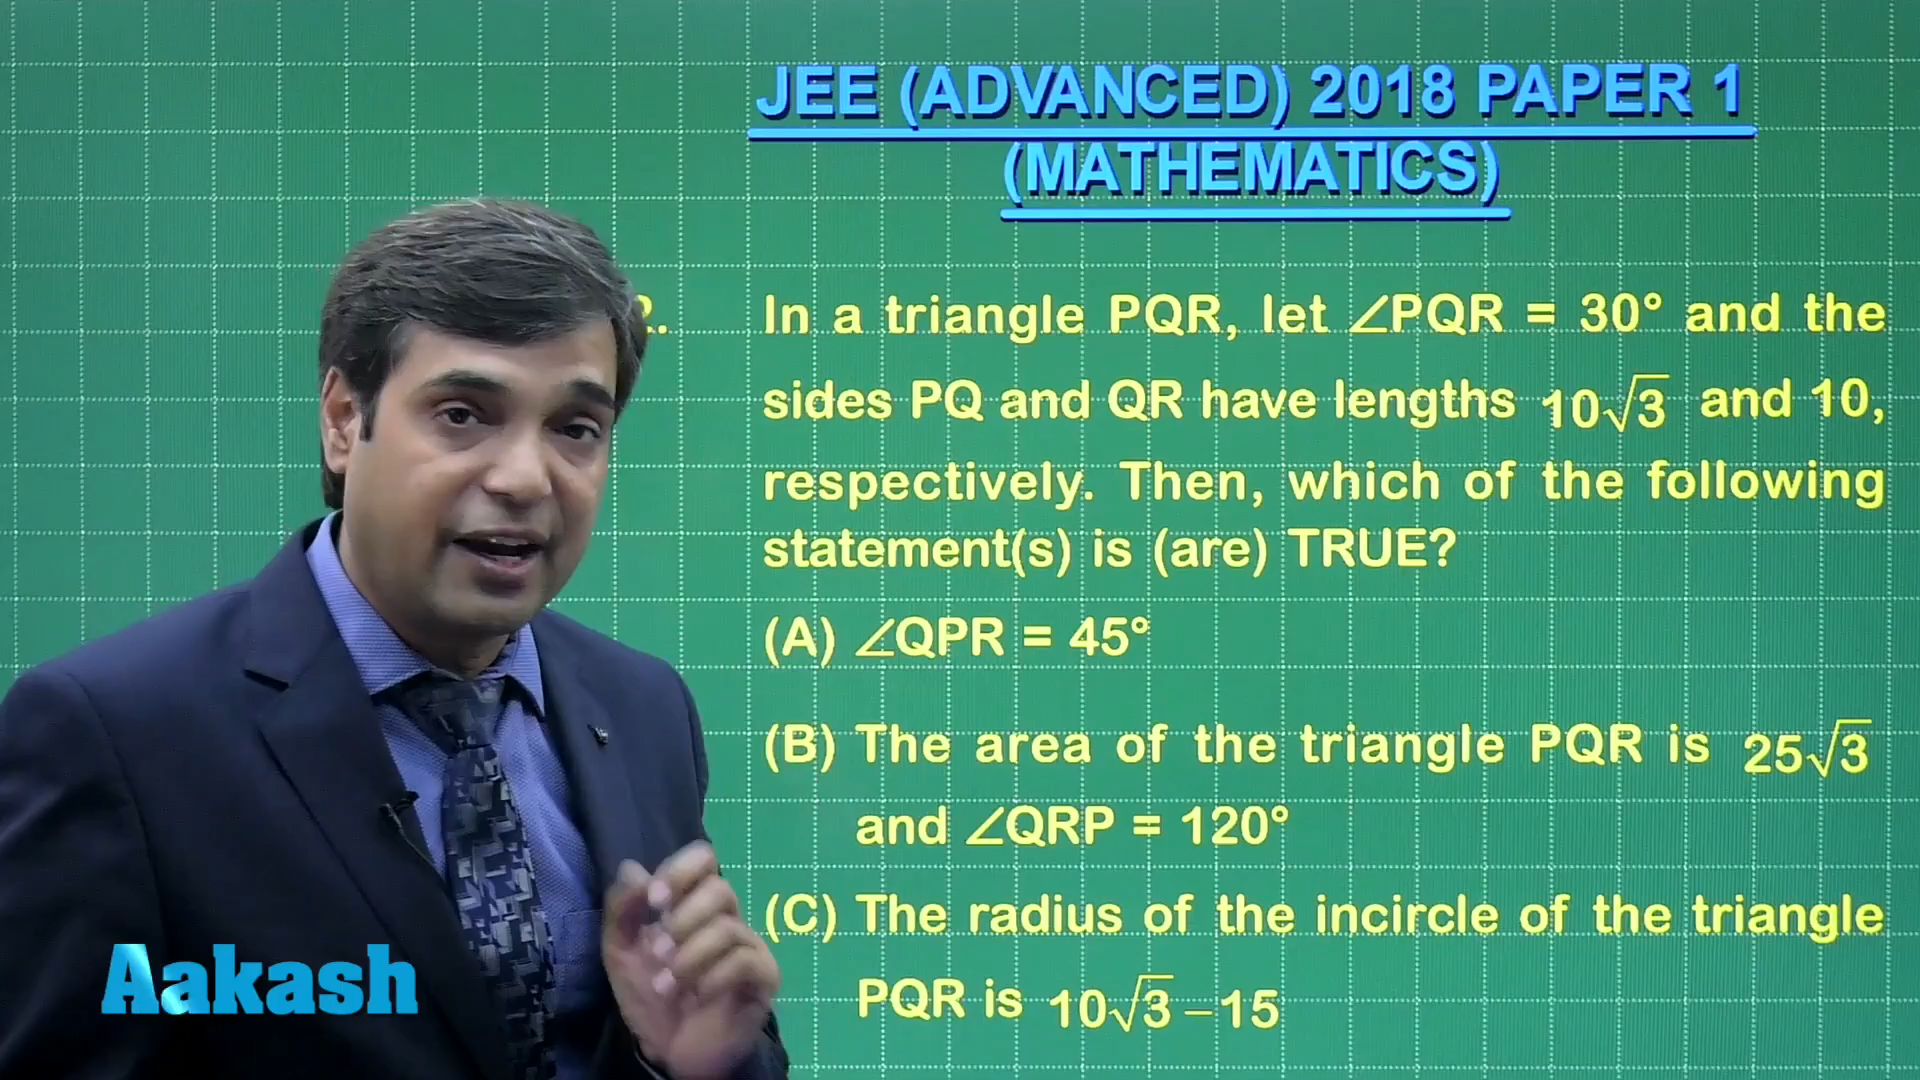 JEE (ADVANCED) 2018 PAPER 1
(MATHEMATICS)
2. In a triangle PQR, let ∠PQR = 30° and the
sides PQ and QR have lengths 10√3 and 10,
respectively. Then, which of the following
statement(s) is (are) TRUE?
(A) ∠QPR = 45°
(B) The area of the triangle PQR is 25√3
and ∠QRP = 120°
(C) The radius of the incircle of the triangle
PQR is 10√3 – 15
Aakash